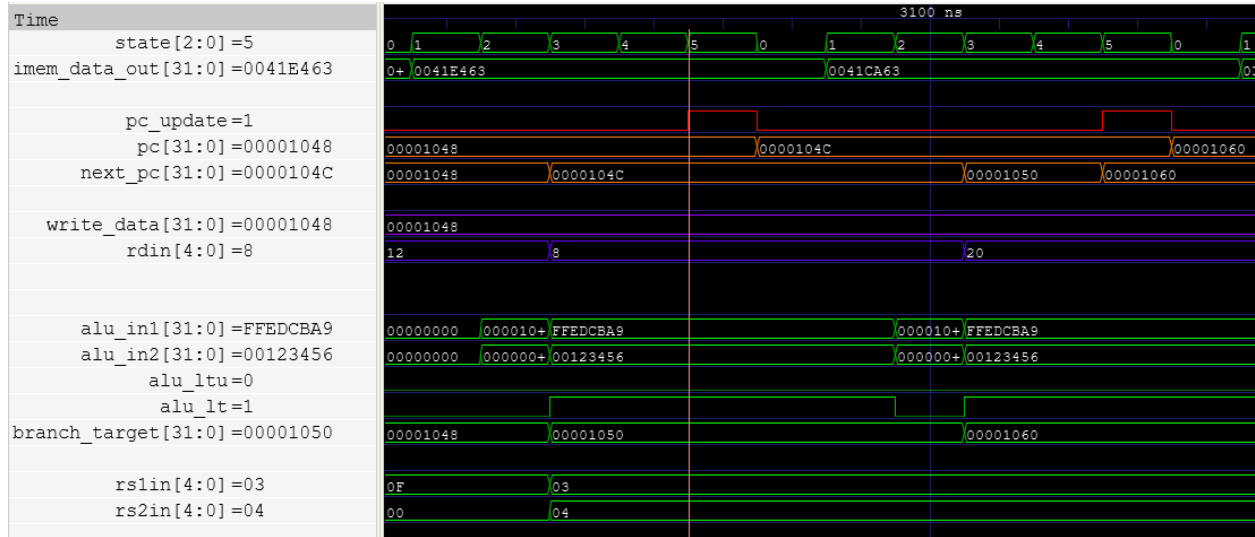 Time 3100 ns
state[2:0]=5 0 1 2 3 4 5 0 1 2 3 4 5 0 1
imem_data_out[31:0]=0041E463 0+ 0041E463 0041CA63 03
pc_update=1
pc[31:0]=00001048 00001048 0000104C 00001060
next_pc[31:0]=0000104C 00001048 0000104C 00001050 00001060
write_data[31:0]=00001048 00001048
rdin[4:0]=8 12 8 20
alu_in1[31:0]=FFEDCBA9 00000000 000010+ FFEDCBA9 000010+ FFEDCBA9
alu_in2[31:0]=00123456 00000000 000000+ 00123456 000000+ 00123456
alu_ltu=0
alu_lt=1
branch_target[31:0]=00001050 00001048 00001050 00001060
rs1in[4:0]=03 0F 03
rs2in[4:0]=04 00 04